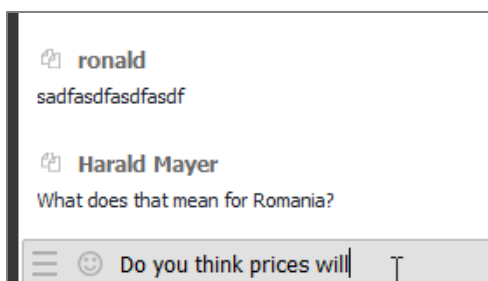 ronald
sadfasdfasdfasdf
Harald Mayer
What does that mean for Romania?
Do you think prices will